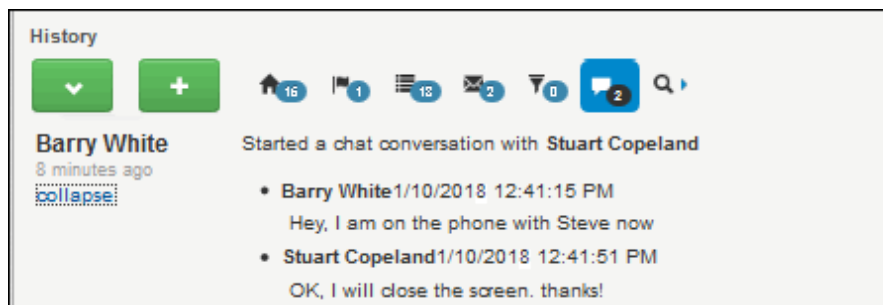 History
16 1 18 2 0 2
Barry White
8 minutes ago
collapse
Started a chat conversation with Stuart Copeland
Barry White1/10/2018 12:41:15 PM
Hey, I am on the phone with Steve now
Stuart Copeland1/10/2018 12:41:51 PM
OK, I will close the screen. thanks!